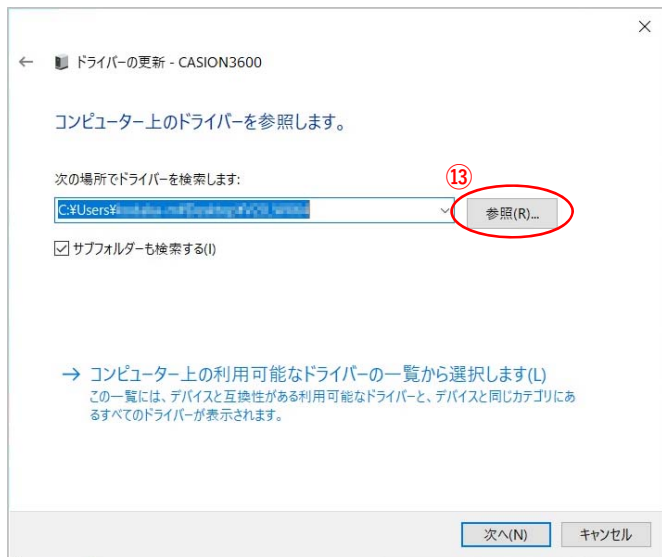 ドライバーの更新 - CASION3600
コンピューター上のドライバーを参照します。
次の場所でドライバーを検索します:
⑬
C:¥Users¥
参照(R)...
サブフォルダーも検索する(I)
→ コンピューター上の利用可能なドライバーの一覧から選択します(L)
この一覧には、デバイスと互換性がある利用可能なドライバーと、デバイスと同じカテゴリにあ
るすべてのドライバーが表示されます。
次へ(N)
キャンセル